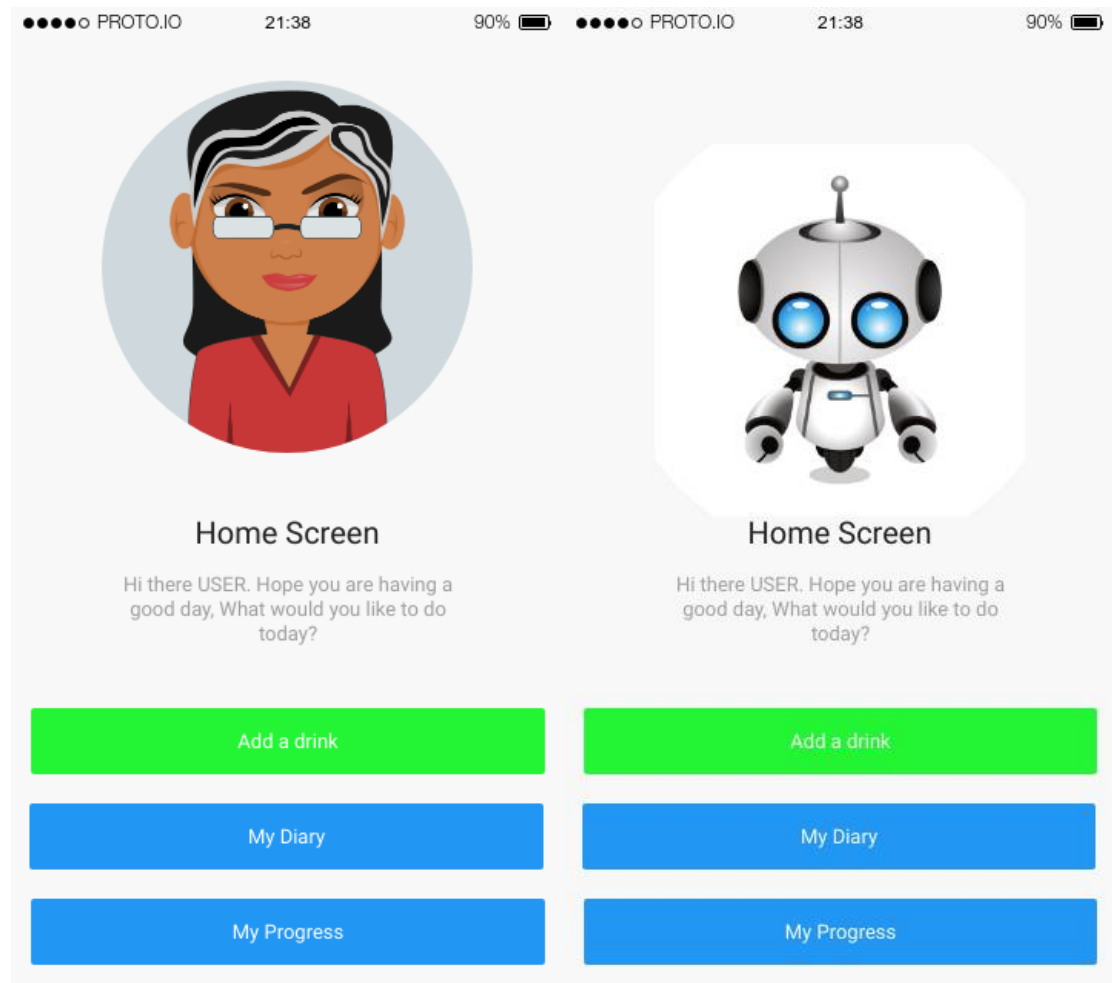 PROTO.IO 21:38 90%
Home Screen
Hi there USER. Hope you are having a
good day, What would you like to do
today?
Add a drink
My Diary
My Progress
PROTO.IO 21:38 90%
Home Screen
Hi there USER. Hope you are having a
good day, What would you like to do
today?
Add a drink
My Diary
My Progress